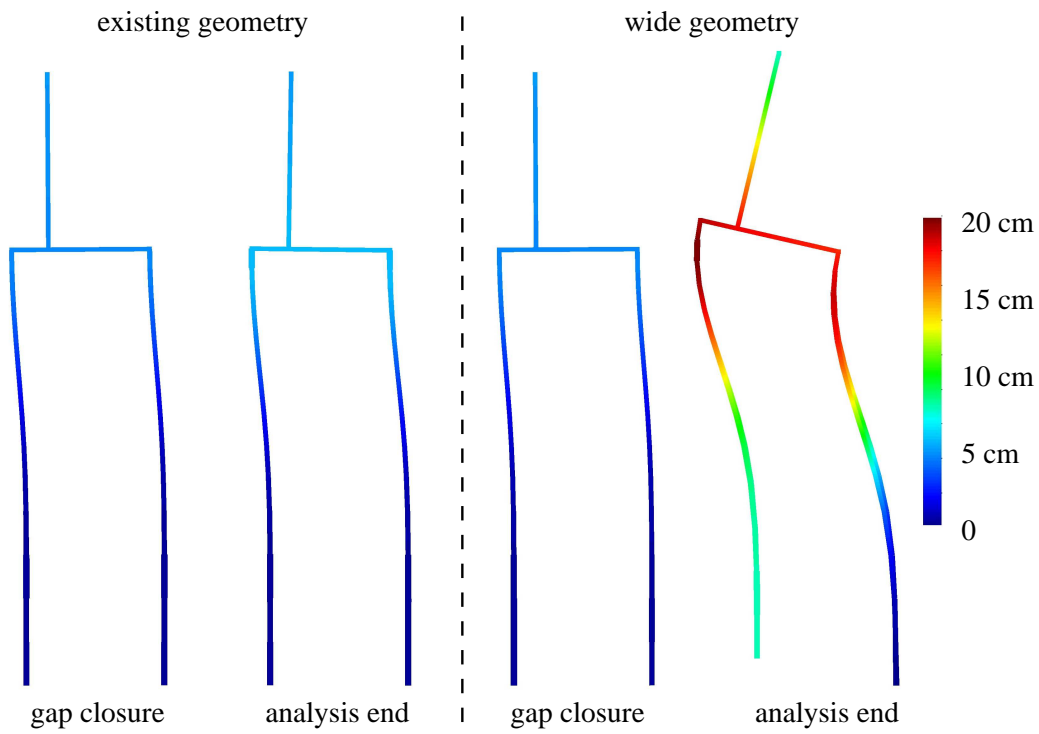 existing geometry
wide geometry
20 cm
15 cm
10 cm
5 cm
0
gap closure
analysis end
gap closure
analysis end